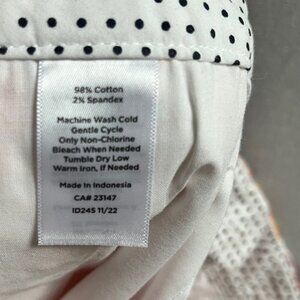 98% Cotton
2% Spandex
Machine Wash Cold
Gentle Cycle
Only Non-Chlorine
Bleach When Needed
Tumble Dry Low
Warm Iron, If Needed
Made in Indonesia
CA# 23147
ID245 11/22